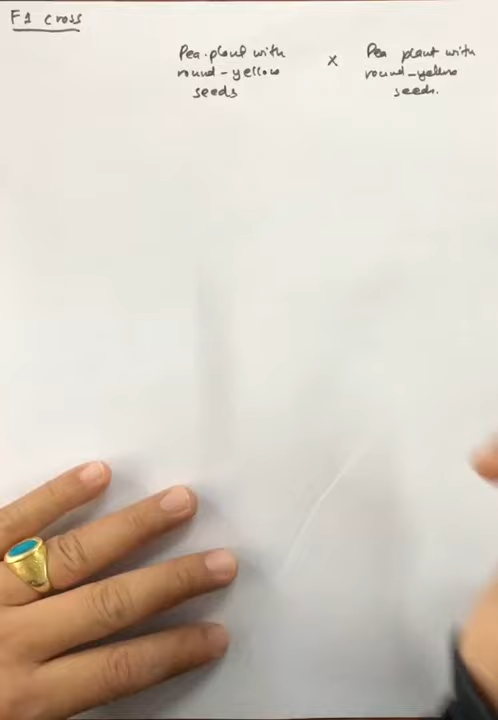 F1 cross
Pea plant with
round-yellow
seeds
x
Pea plant with
round-yellow
seeds.